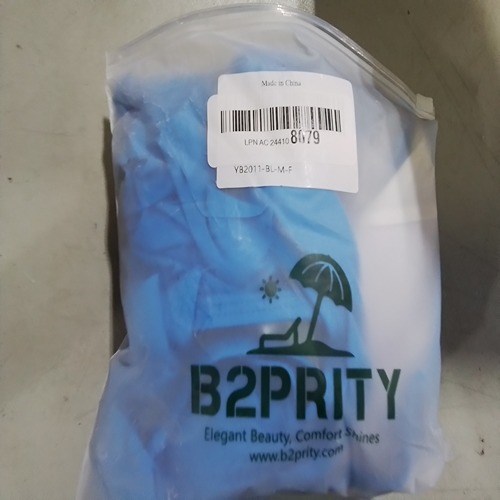 Made in China
LPN AC 24410 8079
YB2011-BL-M-F
B2PRITY
Elegant Beauty, Comfort
www.b2prity.com